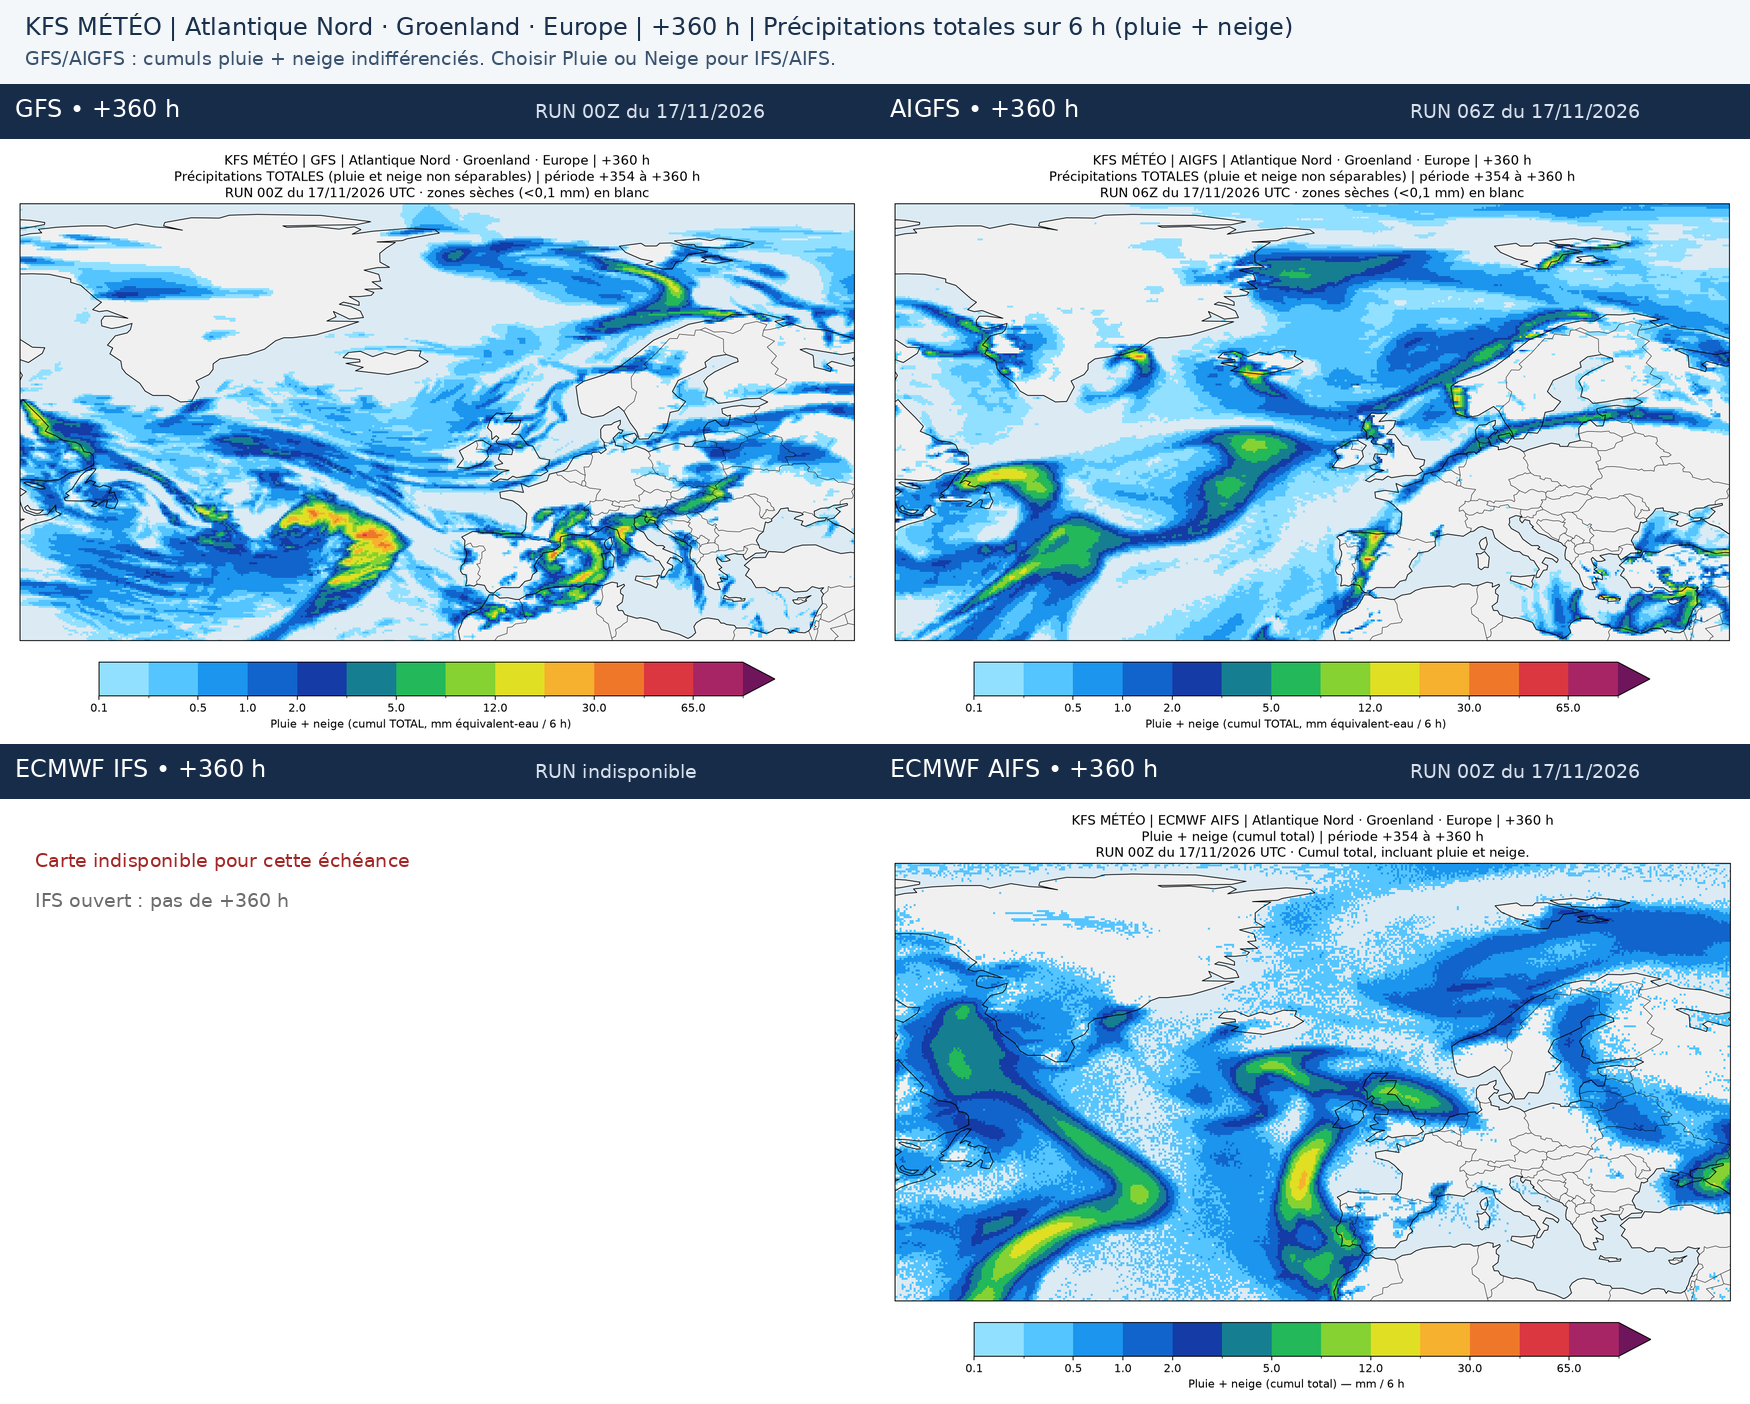 KFS MÉTÉO | Atlantique Nord · Groenland · Europe | +360 h | Précipitations totales sur 6 h (pluie + neige)
GFS/AIGFS : cumuls pluie + neige indifférenciés. Choisir Pluie ou Neige pour IFS/AIFS.
GFS • +360 h RUN 00Z du 17/11/2026
KFS MÉTÉO | GFS | Atlantique Nord · Groenland · Europe | +360 h
Précipitations TOTALES (pluie et neige non séparables) | période +354 à +360 h
RUN 00Z du 17/11/2026 UTC · zones sèches (<0,1 mm) en blanc
0.1 0.5 1.0 2.0 5.0 12.0 30.0 65.0
Pluie + neige (cumul TOTAL, mm équivalent-eau / 6 h)
AIGFS • +360 h RUN 06Z du 17/11/2026
KFS MÉTÉO | AIGFS | Atlantique Nord · Groenland · Europe | +360 h
Précipitations TOTALES (pluie et neige non séparables) | période +354 à +360 h
RUN 06Z du 17/11/2026 UTC · zones sèches (<0,1 mm) en blanc
0.1 0.5 1.0 2.0 5.0 12.0 30.0 65.0
Pluie + neige (cumul TOTAL, mm équivalent-eau / 6 h)
ECMWF IFS • +360 h RUN indisponible
Carte indisponible pour cette échéance
IFS ouvert : pas de +360 h
ECMWF AIFS • +360 h RUN 00Z du 17/11/2026
KFS MÉTÉO | ECMWF AIFS | Atlantique Nord · Groenland · Europe | +360 h
Pluie + neige (cumul total) | période +354 à +360 h
RUN 00Z du 17/11/2026 UTC · Cumul total, incluant pluie et neige.
0.1 0.5 1.0 2.0 5.0 12.0 30.0 65.0
Pluie + neige (cumul total) — mm / 6 h